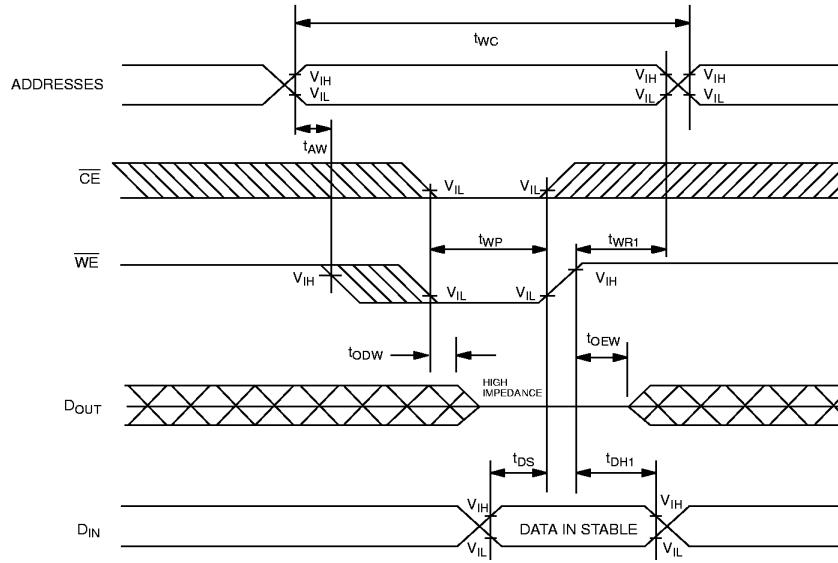 tWC
ADDRESSES
VIH
VIL
VIH
VIL
VIH
VIL
tAW
CE
VIL
VIL
tWP
tWR1
WE
VIH
VIL
VIL
VIH
tODW
tOEW
DOUT
HIGH
IMPEDANCE
tDS
tDH1
DIN
VIH
VIL
DATA IN STABLE
VIH
VIL